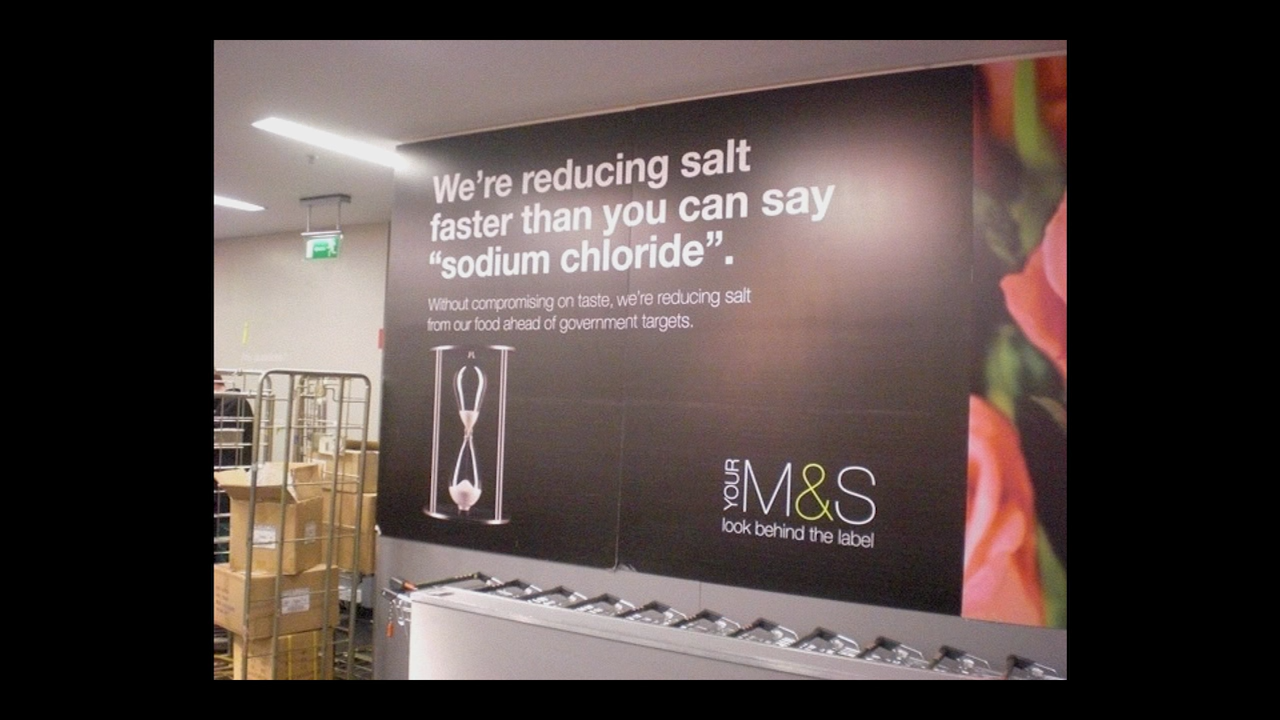 We're reducing salt
faster than you can say
“sodium chloride”.
Without compromising on taste, we're reducing salt
from our food ahead of government targets.
YOUR M&S
look behind the label